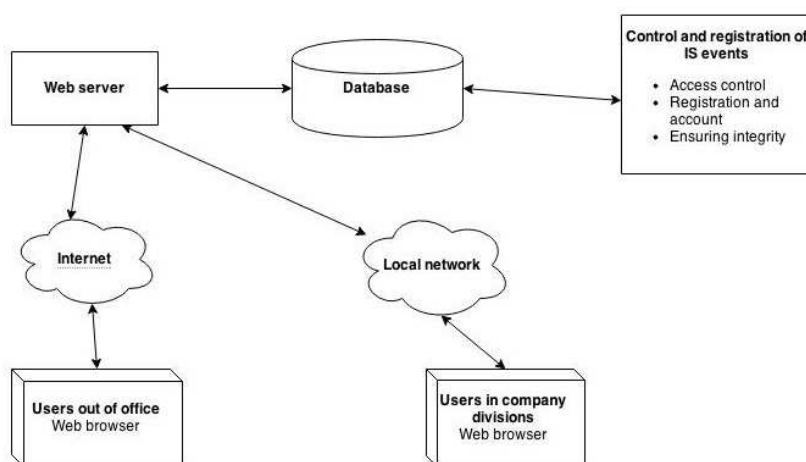 Web server
Database
Control and registration of
IS events
• Access control
• Registration and
account
• Ensuring integrity
Internet
Local network
Users out of office
Web browser
Users in company
divisions
Web browser